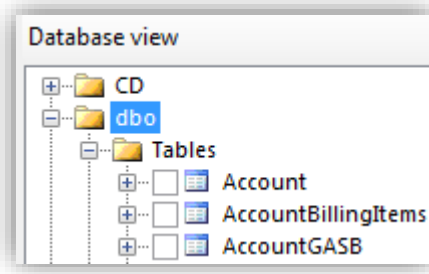 Database view
CD
dbo
Tables
Account
AccountBillingItems
AccountGASB